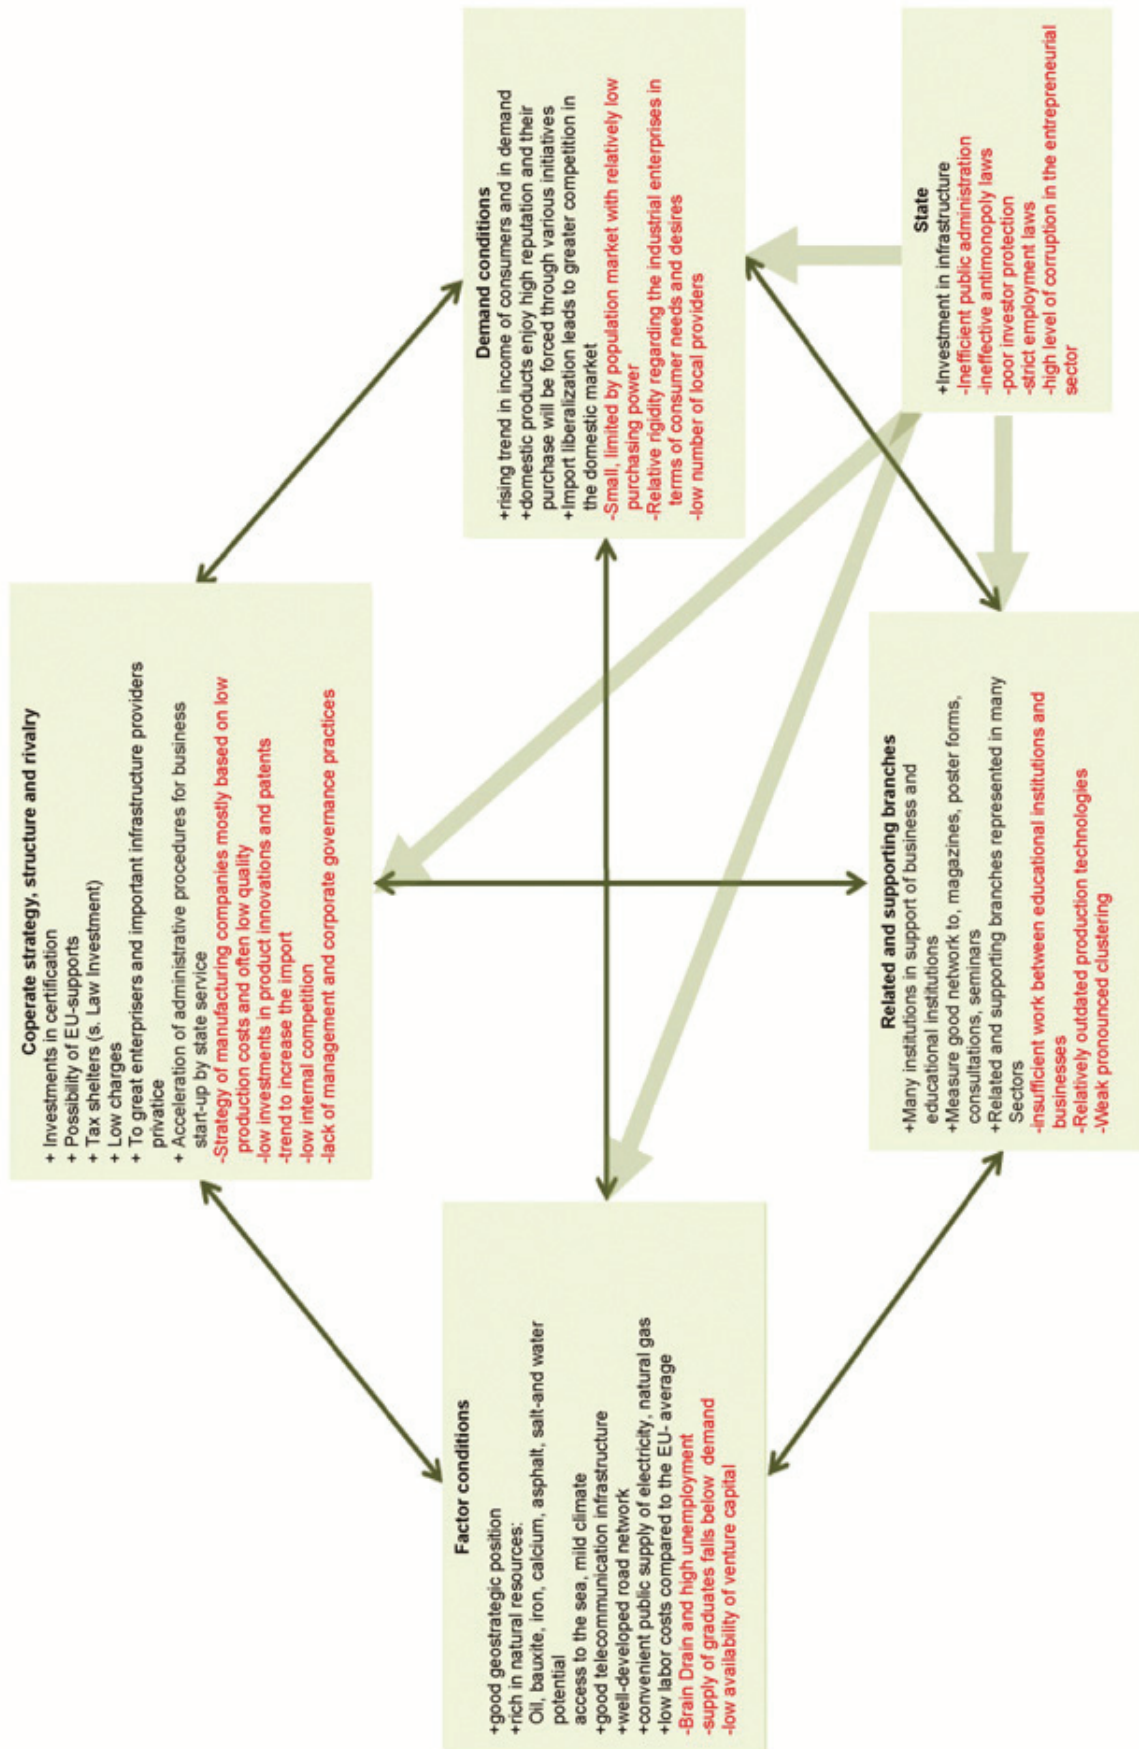 Coperate strategy, structure and rivalry
+ Investments in certification
+ Possibility of EU-supports
+ Tax shelters (s. Law Investment)
+ Low charges
+ To great enterprisers and important infrastructure providers
privatice
+ Acceleration of administrative procedures for business
start-up by state service
-Strategy of manufacturing companies mostly based on low
production costs and often low quality
-low investments in product innovations and patents
-trend to increase the import
-low internal competition
-lack of management and corporate governance practices
Factor conditions
+good geostrategic position
+rich in natural resources:
Oil, bauxite, iron, calcium, asphalt, salt-and water
potential
access to the sea, mild climate
+good telecommunication infrastructure
+well-developed road network
+convenient public supply of electricity, natural gas
+low labor costs compared to the EU- average
-Brain Drain and high unemployment
-supply of graduates falls below demand
-low availability of venture capital
Demand conditions
+rising trend in income of consumers and in demand
+domestic products enjoy high reputation and their
purchase will be forced through various initiatives
+Import liberalization leads to greater competition in
the domestic market
-Small, limited by population market with relatively low
purchasing power
-Relative rigidity regarding the industrial enterprises in
terms of consumer needs and desires
-low number of local providers
Related and supporting branches
+Many institutions in support of business and
educational institutions
+Measure good network to, magazines, poster forms,
consultations, seminars
+Related and supporting branches represented in many
Sectors
-insufficient work between educational institutions and
businesses
-Relatively outdated production technologies
-Weak pronounced clustering
State
+Investment in infrastructure
-Inefficient public administration
-ineffective antimonopoly laws
-poor investor protection
-strict employment laws
-high level of corruption in the entrepreneurial
sector